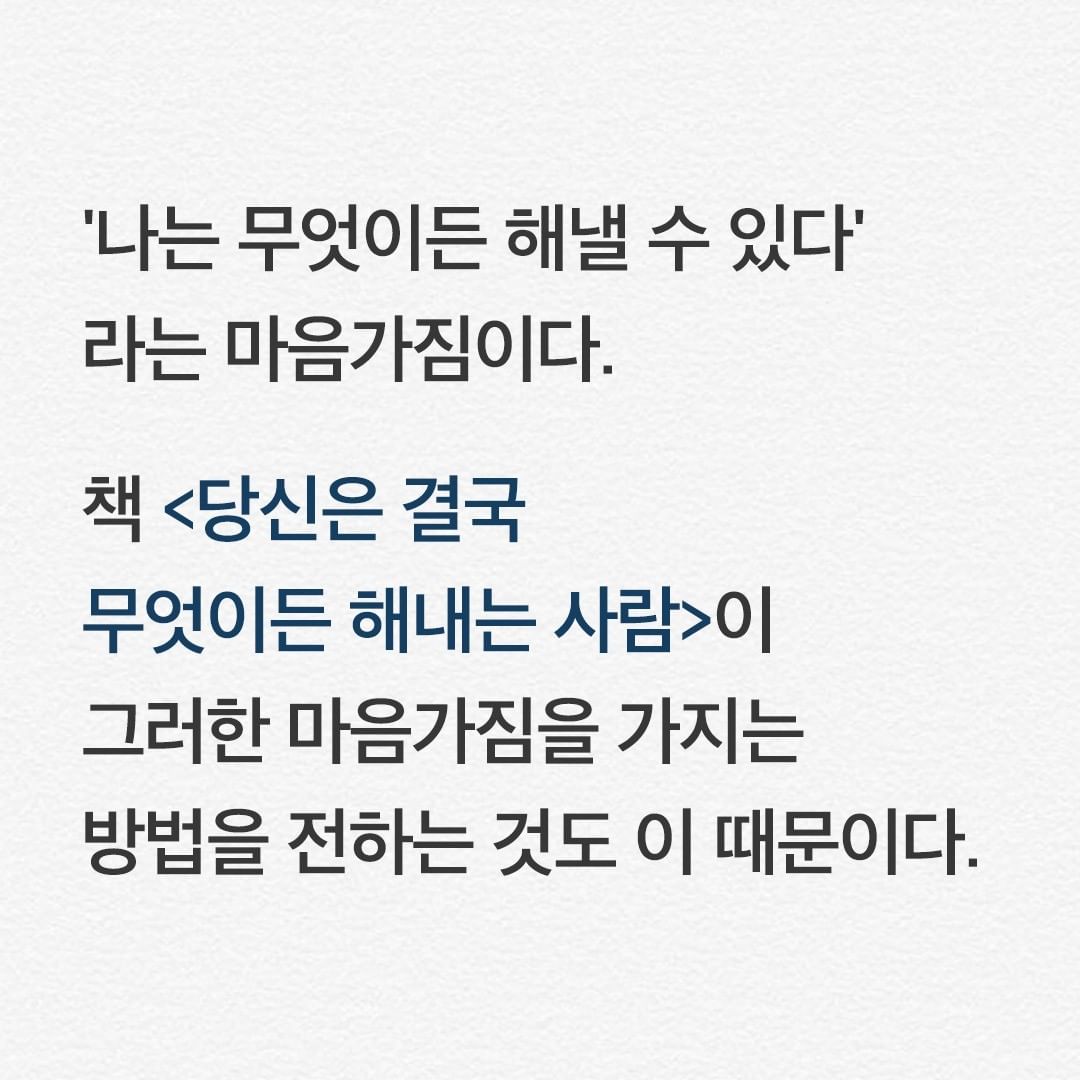 '나는 무엇이든 해낼 수 있다'
라는 마음가짐이다.
책 <당신은 결국
무엇이든 해내는 사람>이
그러한 마음가짐을 가지는
방법을 전하는 것도 이 때문이다.